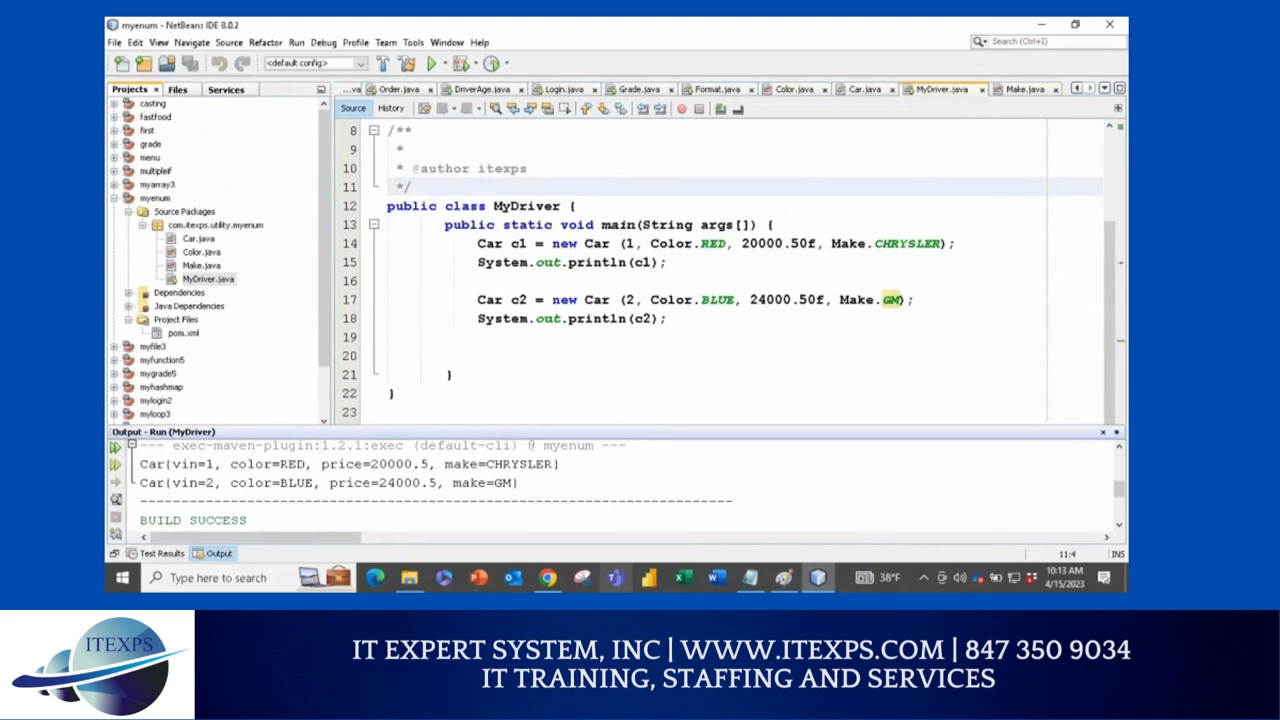 myenum - NetBeans IDE 8.0.2
File Edit View Navigate Source Refactor Run Debug Profile Team Tools Window Help
Search (Ctrl+I)
<default config>
Projects Files Services
...va Order.java DriverAge.java Login.java Grade.java Format.java Color.java Car.java MyDriver.java Make.java
Source History
casting
fastfood
first
grade
menu
multipleif
myarray3
myenum
Source Packages
com.itexps.utility.myenum
Car.java
Color.java
Make.java
MyDriver.java
Dependencies
Java Dependencies
Project Files
pom.xml
myfile3
myfunction5
mygrade5
myhashmap
mylogin2
myloop3
8 /**
9 *
10 * @author itexps
11 */
12 public class MyDriver {
13 public static void main(String args[]) {
14 Car c1 = new Car (1, Color.RED, 20000.50f, Make.CHRYSLER);
15 System.out.println(c1);
16
17 Car c2 = new Car (2, Color.BLUE, 24000.50f, Make.GM);
18 System.out.println(c2);
19
20
21 }
22 }
23
Output - Run (MyDriver)
--- exec-maven-plugin:1.2.1:exec (default-cli) @ myenum ---
Car{vin=1, color=RED, price=20000.5, make=CHRYSLER}
Car{vin=2, color=BLUE, price=24000.5, make=GM}
------------------------------------------------------------------------
BUILD SUCCESS
Test Results Output
11:4 INS
Type here to search
38°F
10:13 AM
4/15/2023
ITEXPS
IT EXPERT SYSTEM, INC | WWW.ITEXPS.COM | 847 350 9034
IT TRAINING, STAFFING AND SERVICES